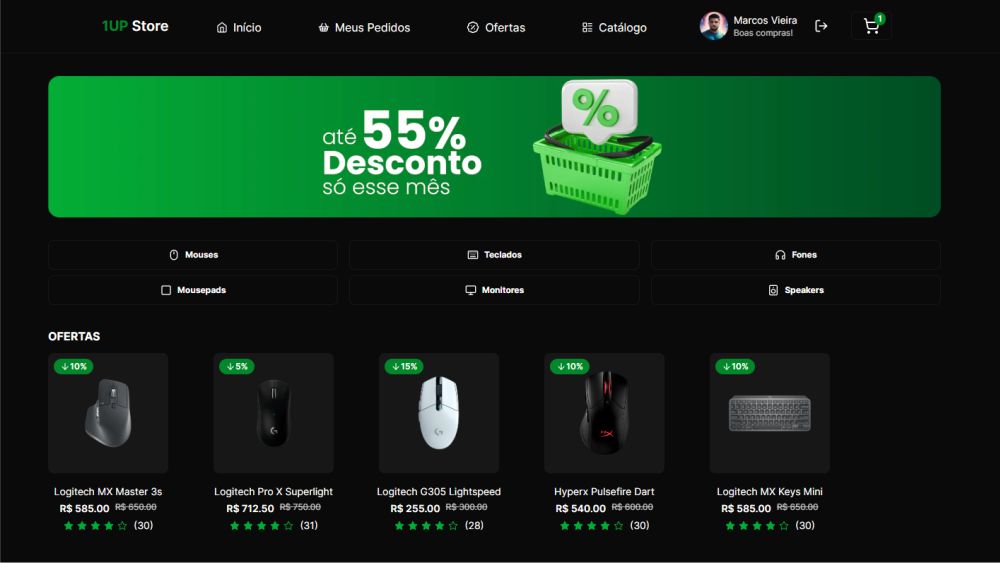 1UP Store
Início
Meus Pedidos
Ofertas
Catálogo
Marcos Vieira
Boas compras!
1
até 55%
Desconto
só esse mês
Mouses
Teclados
Fones
Mousepads
Monitores
Speakers
OFERTAS
10%
5%
15%
10%
10%
Logitech MX Master 3s
R$ 585.00 R$ 650.00
(30)
Logitech Pro X Superlight
R$ 712.50 R$ 750.00
(31)
Logitech G305 Lightspeed
R$ 255.00 R$ 300.00
(28)
Hyperx Pulsefire Dart
R$ 540.00 R$ 600.00
(30)
Logitech MX Keys Mini
R$ 585.00 R$ 650.00
(30)